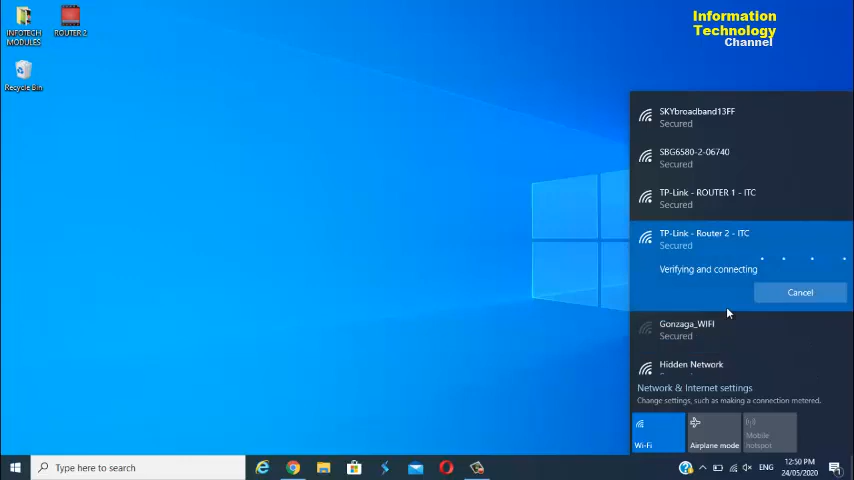 Information
Technology
Channel
INFOTECH
MODULES
ROUTER 2
Recycle Bin
SKYbroadband13FF
Secured
SBG6580-2-06740
Secured
TP-Link - ROUTER 1 - ITC
Secured
TP-Link - Router 2 - ITC
Secured
Verifying and connecting
Cancel
Gonzaga_WIFI
Secured
Hidden Network
Network & Internet settings
Change settings, such as making a connection metered.
Wi-Fi
Airplane mode
Mobile
hotspot
Type here to search
ENG
12:50 PM
24/05/2020